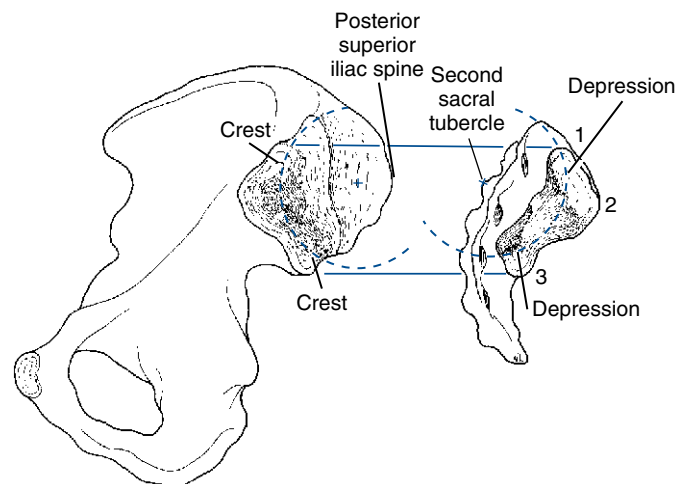 Posterior
superior
iliac spine
Second
sacral
tubercle
Depression
Crest
1
2
3
Crest
Depression